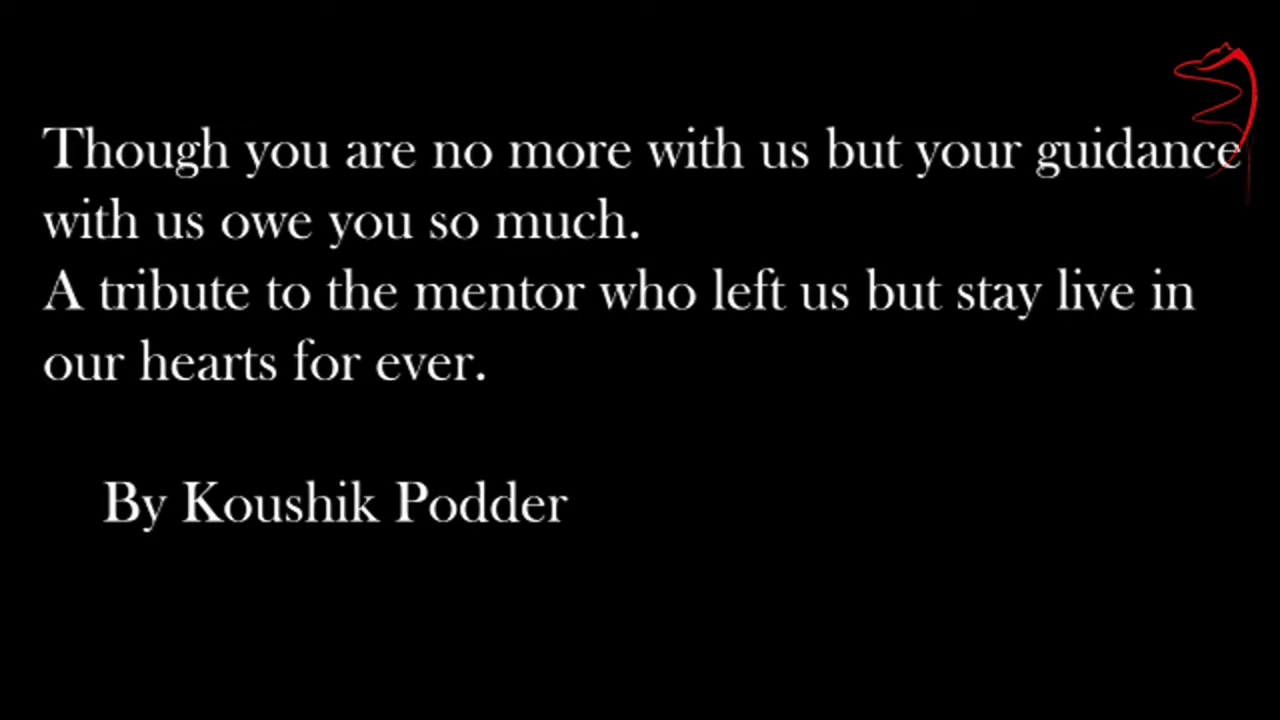 Though you are no more with us but your guidance
with us owe you so much.
A tribute to the mentor who left us but stay live in
our hearts for ever.
By Koushik Podder